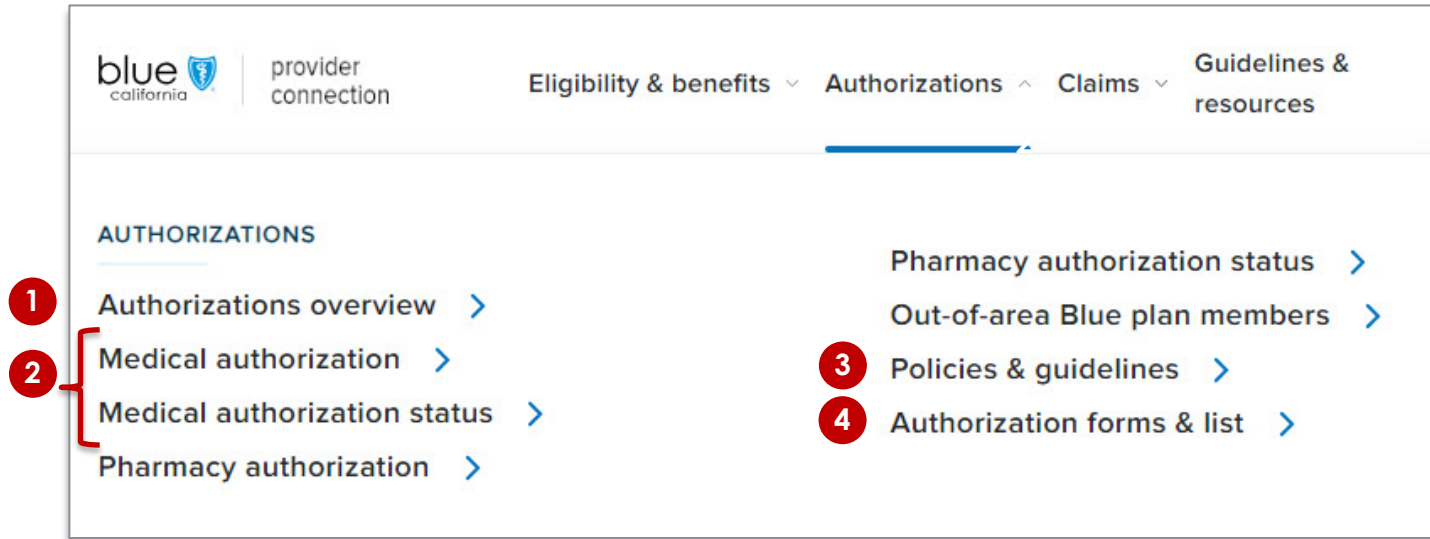 blue
california
provider
connection
Eligibility & benefits
Authorizations
Claims
Guidelines &
resources
AUTHORIZATIONS
1
Authorizations overview
2
Medical authorization
Medical authorization status
Pharmacy authorization
Pharmacy authorization status
Out-of-area Blue plan members
3
Policies & guidelines
4
Authorization forms & list